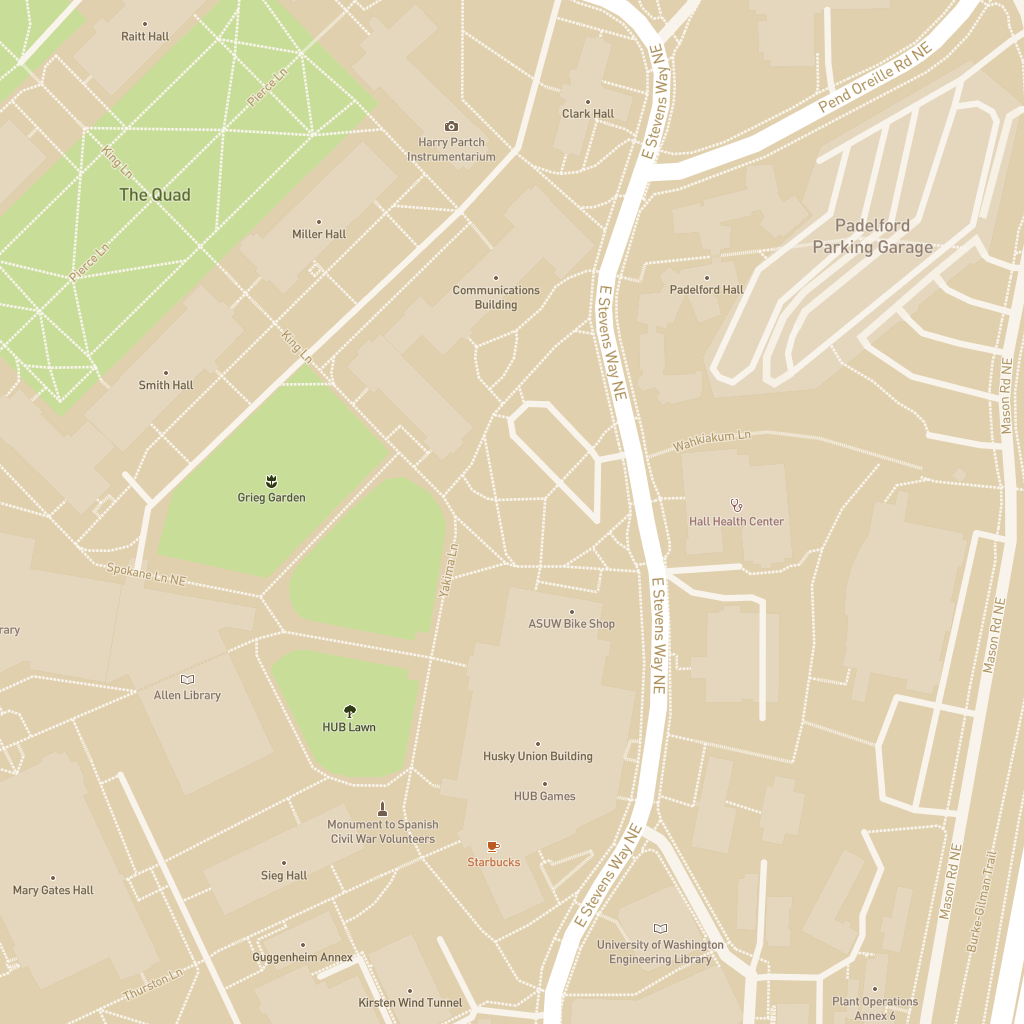 Raitt Hall
Pierce Ln
Clark Hall
E Stevens Way NE
Pend Oreille Rd NE
Harry Partch
Instrumentarium
King Ln
The Quad
Miller Hall
Padelford
Parking Garage
Pierce Ln
Communications
Building
Padelford Hall
E Stevens Way NE
King Ln
Smith Hall
Mason Rd NE
Wahkiakum Ln
Grieg Garden
Hall Health Center
Spokane Ln NE
Yakima Ln
rary
ASUW Bike Shop
E Stevens Way NE
Mason Rd NE
Allen Library
HUB Lawn
Husky Union Building
HUB Games
Monument to Spanish
Civil War Volunteers
Starbucks
Sieg Hall
Mary Gates Hall
E Stevens Way NE
Mason Rd NE
Burke-Gilman Trail
University of Washington
Engineering Library
Guggenheim Annex
Thurston Ln
Kirsten Wind Tunnel
Plant Operations
Annex 6